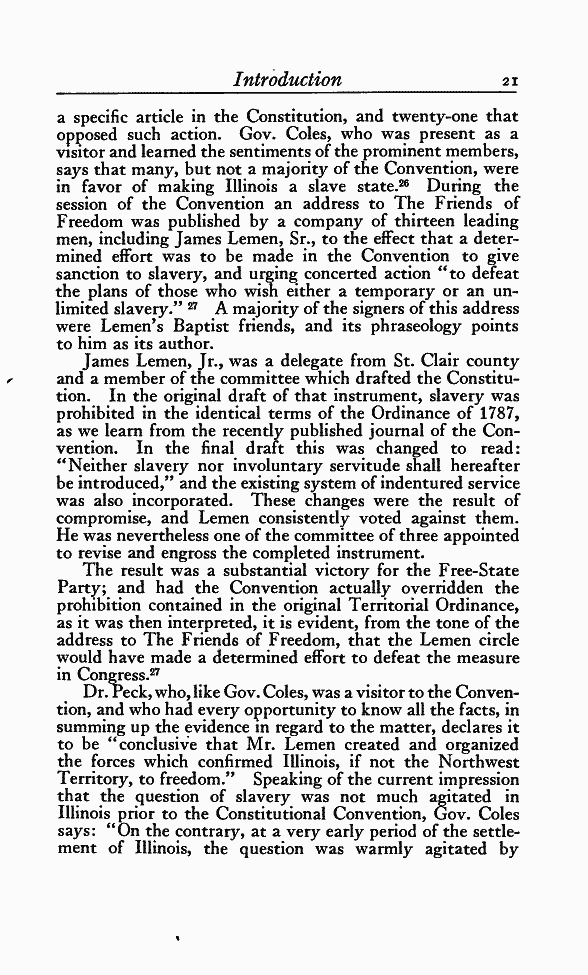 Introduction 21
a specific article in the Constitution, and twenty-one that
opposed such action. Gov. Coles, who was present as a
visitor and learned the sentiments of the prominent members,
says that many, but not a majority of the Convention, were
in favor of making Illinois a slave state.²⁶ During the
session of the Convention an address to The Friends of
Freedom was published by a company of thirteen leading
men, including James Lemen, Sr., to the effect that a deter-
mined effort was to be made in the Convention to give
sanction to slavery, and urging concerted action “to defeat
the plans of those who wish either a temporary or an un-
limited slavery.” ²⁷ A majority of the signers of this address
were Lemen’s Baptist friends, and its phraseology points
to him as its author.
James Lemen, Jr., was a delegate from St. Clair county
and a member of the committee which drafted the Constitu-
tion. In the original draft of that instrument, slavery was
prohibited in the identical terms of the Ordinance of 1787,
as we learn from the recently published journal of the Con-
vention. In the final draft this was changed to read:
“Neither slavery nor involuntary servitude shall hereafter
be introduced,” and the existing system of indentured service
was also incorporated. These changes were the result of
compromise, and Lemen consistently voted against them.
He was nevertheless one of the committee of three appointed
to revise and engross the completed instrument.
The result was a substantial victory for the Free-State
Party; and had the Convention actually overridden the
prohibition contained in the original Territorial Ordinance,
as it was then interpreted, it is evident, from the tone of the
address to The Friends of Freedom, that the Lemen circle
would have made a determined effort to defeat the measure
in Congress.²⁷
Dr. Peck, who, like Gov. Coles, was a visitor to the Conven-
tion, and who had every opportunity to know all the facts, in
summing up the evidence in regard to the matter, declares it
to be “conclusive that Mr. Lemen created and organized
the forces which confirmed Illinois, if not the Northwest
Territory, to freedom.” Speaking of the current impression
that the question of slavery was not much agitated in
Illinois prior to the Constitutional Convention, Gov. Coles
says: “On the contrary, at a very early period of the settle-
ment of Illinois, the question was warmly agitated by